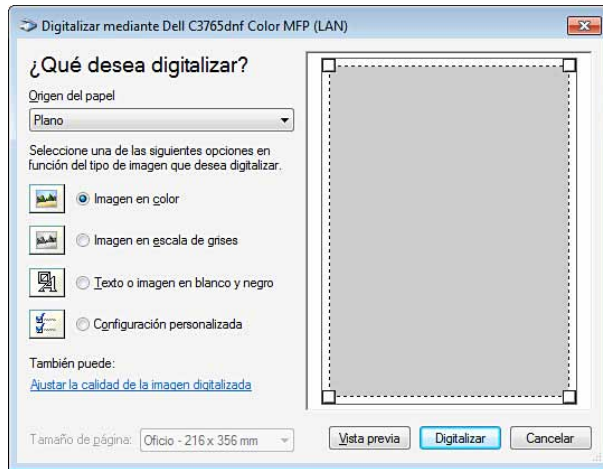 Digitalizar mediante Dell C3765dnf Color MFP (LAN)
¿Qué desea digitalizar?
Origen del papel
Plano
Seleccione una de las siguientes opciones en
función del tipo de imagen que desea digitalizar.
Imagen en color
Imagen en escala de grises
Texto o imagen en blanco y negro
Configuración personalizada
También puede:
Ajustar la calidad de la imagen digitalizada
Tamaño de página: Oficio - 216 x 356 mm
Vista previa Digitalizar Cancelar